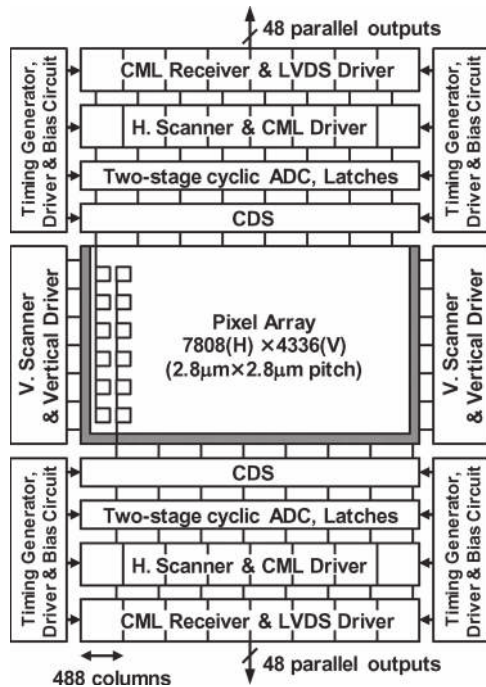 48 parallel outputs
Timing Generator,
Driver & Bias Circuit
CML Receiver & LVDS Driver
H. Scanner & CML Driver
Two-stage cyclic ADC, Latches
CDS
Timing Generator,
Driver & Bias Circuit
V. Scanner
& Vertical Driver
Pixel Array
7808(H) ×4336(V)
(2.8μm×2.8μm pitch)
V. Scanner
& Vertical Driver
Timing Generator,
Driver & Bias Circuit
CDS
Two-stage cyclic ADC, Latches
H. Scanner & CML Driver
CML Receiver & LVDS Driver
Timing Generator,
Driver & Bias Circuit
48 parallel outputs
488 columns